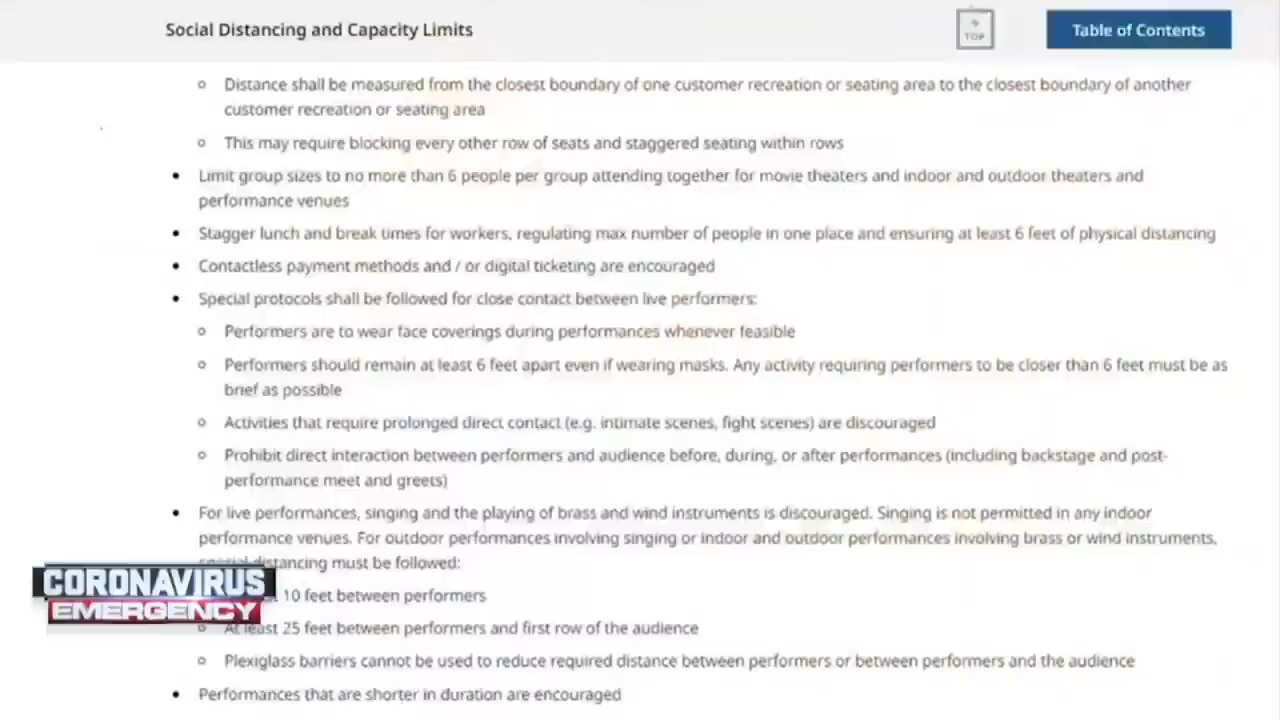 Social Distancing and Capacity Limits
TOP
Table of Contents
Distance shall be measured from the closest boundary of one customer recreation or seating area to the closest boundary of another
customer recreation or seating area
This may require blocking every other row of seats and staggered seating within rows
Limit group sizes to no more than 6 people per group attending together for movie theaters and indoor and outdoor theaters and
performance venues
Stagger lunch and break times for workers, regulating max number of people in one place and ensuring at least 6 feet of physical distancing
Contactless payment methods and / or digital ticketing are encouraged
Special protocols shall be followed for close contact between live performers:
Performers are to wear face coverings during performances whenever feasible
Performers should remain at least 6 feet apart even if wearing masks. Any activity requiring performers to be closer than 6 feet must be as
brief as possible
Activities that require prolonged direct contact (e.g. intimate scenes, fight scenes) are discouraged
Prohibit direct interaction between performers and audience before, during, or after performances (including backstage and post-
performance meet and greets)
For live performances, singing and the playing of brass and wind instruments is discouraged. Singing is not permitted in any indoor
performance venues. For outdoor performances involving singing or indoor and outdoor performances involving brass or wind instruments,
special distancing must be followed:
10 feet between performers
At least 25 feet between performers and first row of the audience
Plexiglass barriers cannot be used to reduce required distance between performers or between performers and the audience
Performances that are shorter in duration are encouraged
CORONAVIRUS
EMERGENCY